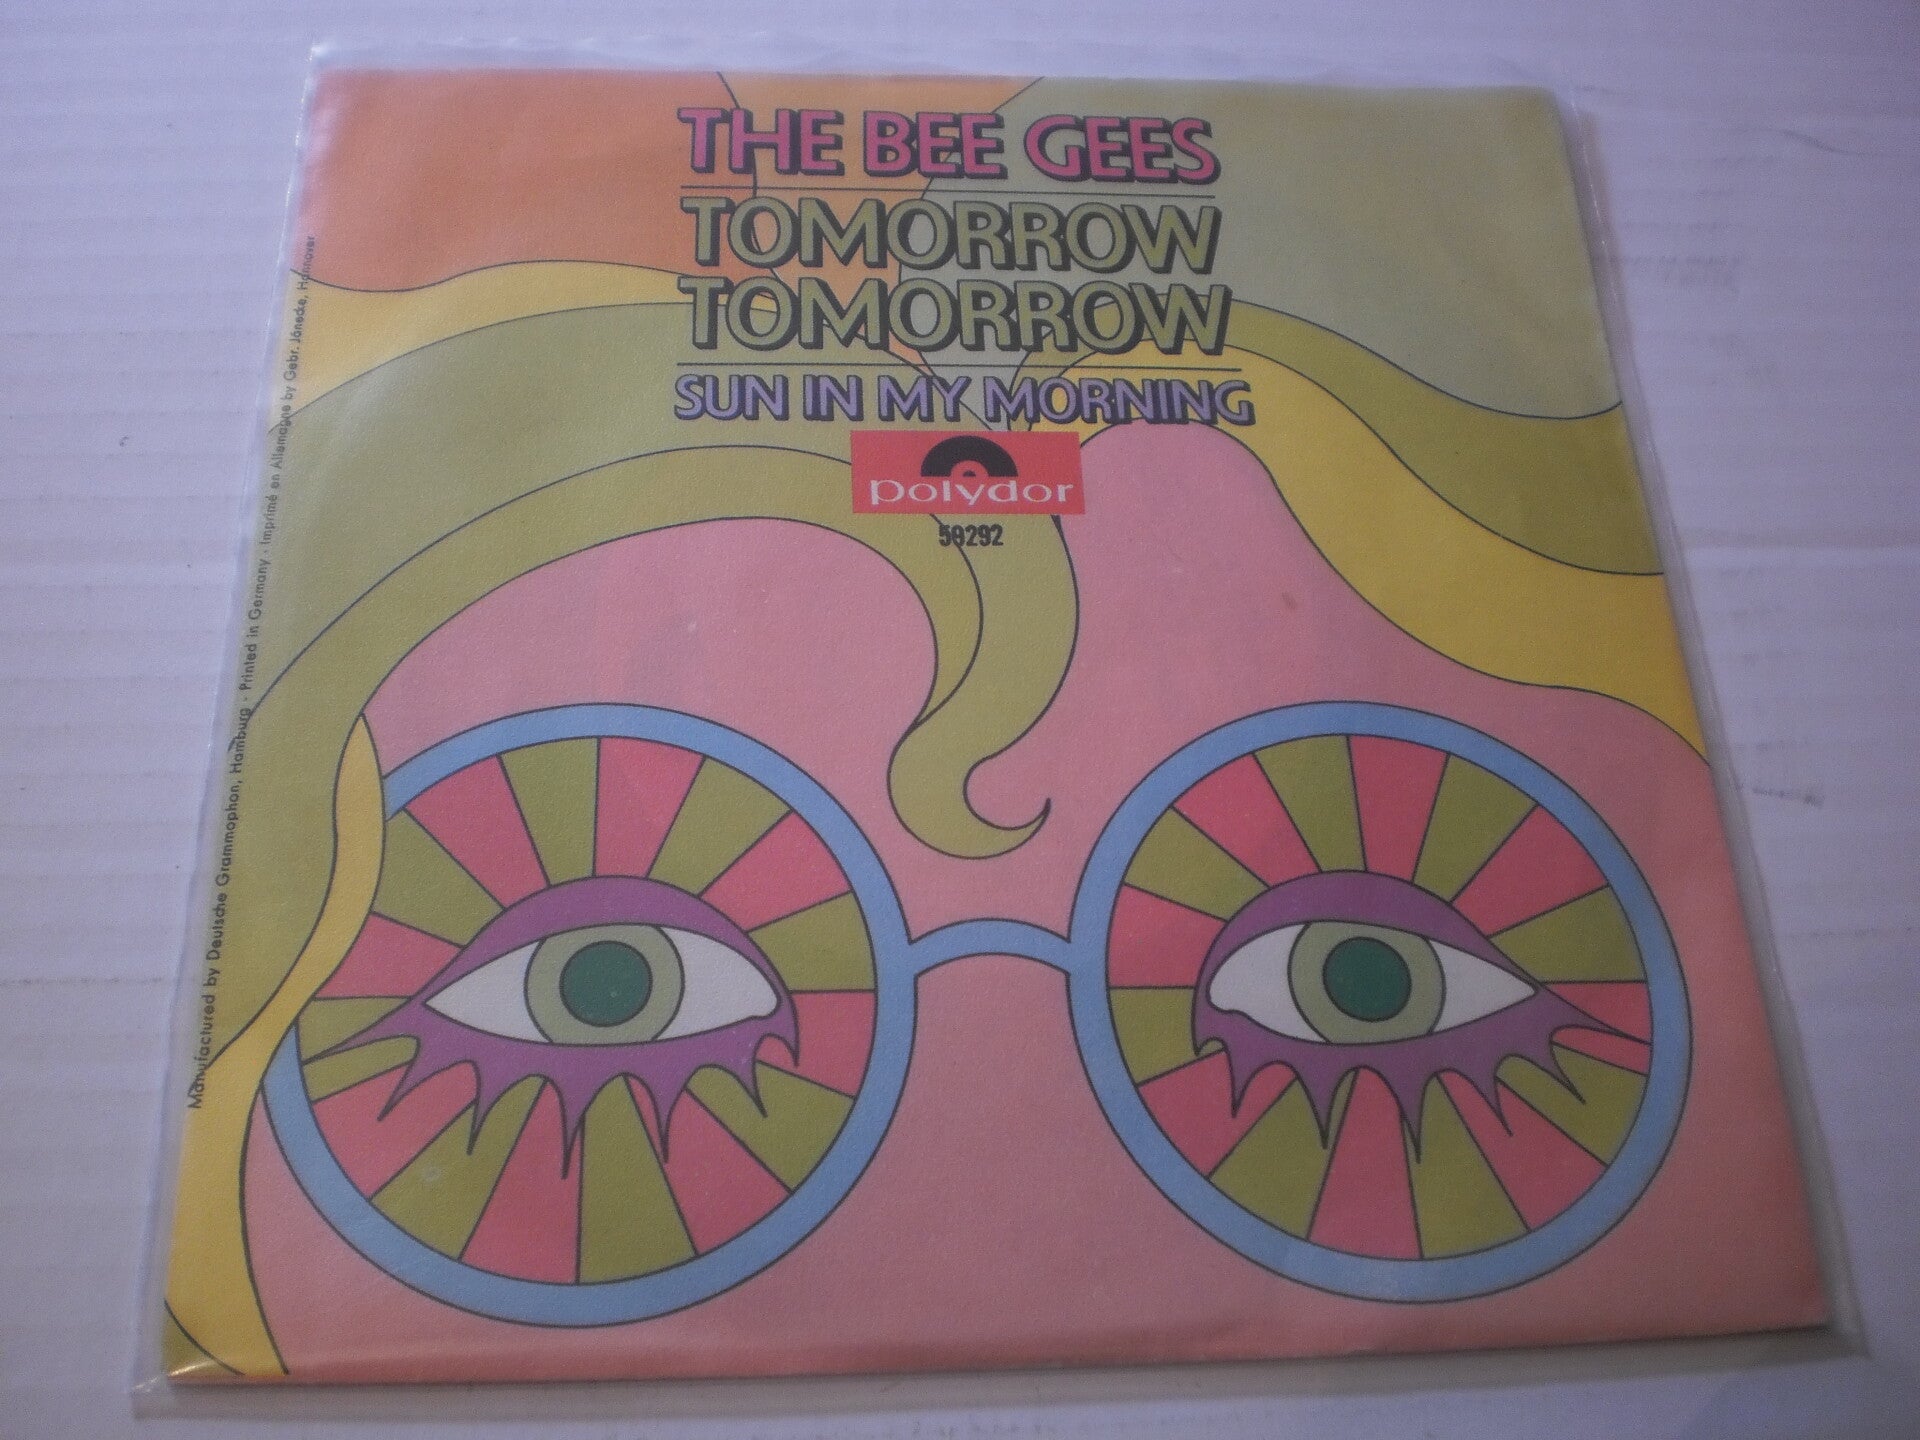 THE BEE GEES
TOMORROW
TOMORROW
SUN IN MY MORNING
polydor
50292
Manufactured by Deutsche Grammophon, Hamburg · Printed in Germany · Imprimé en Allemagne by Gebr. Jänecke, Hannover